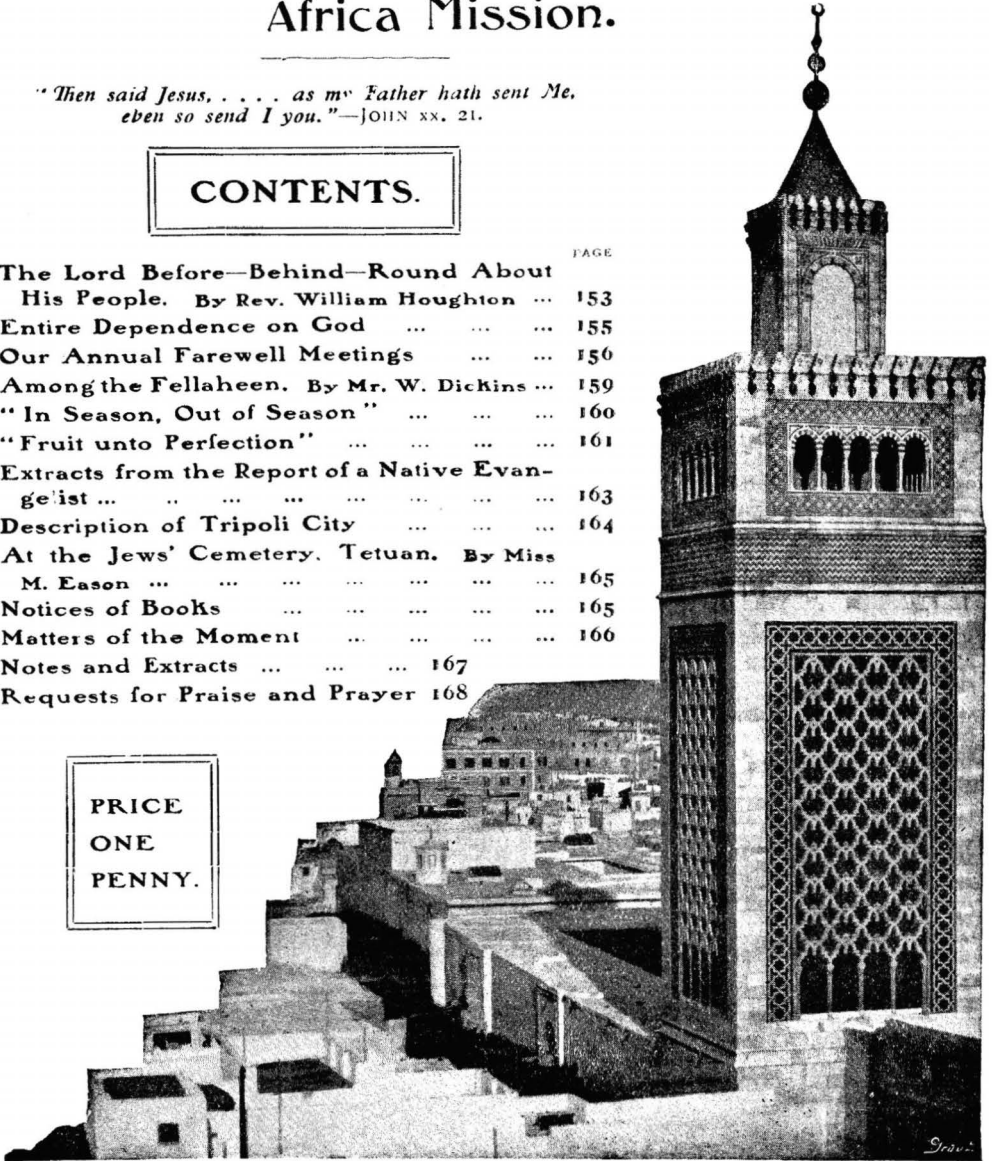 Africa Mission.
"Then said Jesus, . . . . . as my Father hath sent Me,
even so send I you."—JOHN xx. 21.
CONTENTS.
PAGE
The Lord Before—Behind—Round About
His People. By Rev. William Houghton ... 153
Entire Dependence on God ... ... ... 155
Our Annual Farewell Meetings ... ... 156
Among the Fellaheen. By Mr. W. Dickins ... 159
"In Season, Out of Season" ... ... ... 160
"Fruit unto Perfection" ... ... ... ... 161
Extracts from the Report of a Native Evan-
gelist ... .. ... ... ... ... ... ... 163
Description of Tripoli City ... ... ... 164
At the Jews' Cemetery, Tetuan. By Miss
M. Eason ... ... ... ... ... ... ... 165
Notices of Books ... ... ... ... ... 165
Matters of the Moment ... ... ... ... 166
Notes and Extracts ... ... ... 167
Requests for Praise and Prayer 168
PRICE
ONE
PENNY.